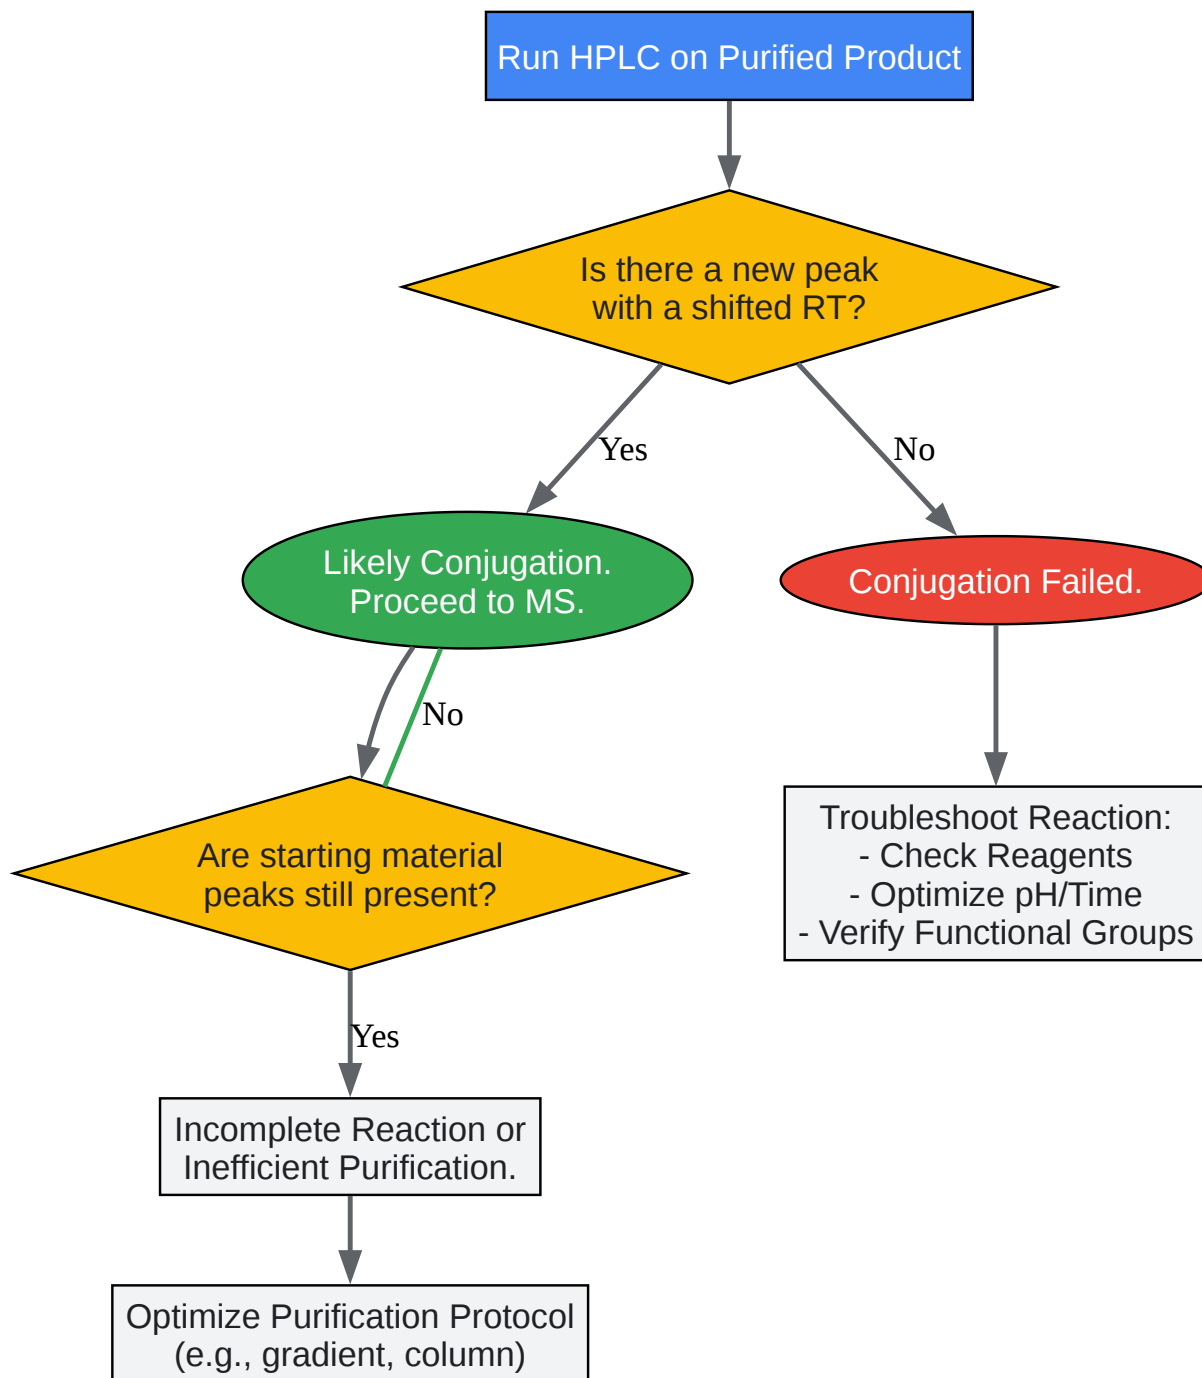 Run HPLC on Purified Product
Is there a new peak
with a shifted RT?
Yes
No
Likely Conjugation.
Proceed to MS.
Conjugation Failed.
No
Troubleshoot Reaction:
- Check Reagents
- Optimize pH/Time
- Verify Functional Groups
Are starting material
peaks still present?
Yes
Incomplete Reaction or
Inefficient Purification.
Optimize Purification Protocol
(e.g., gradient, column)